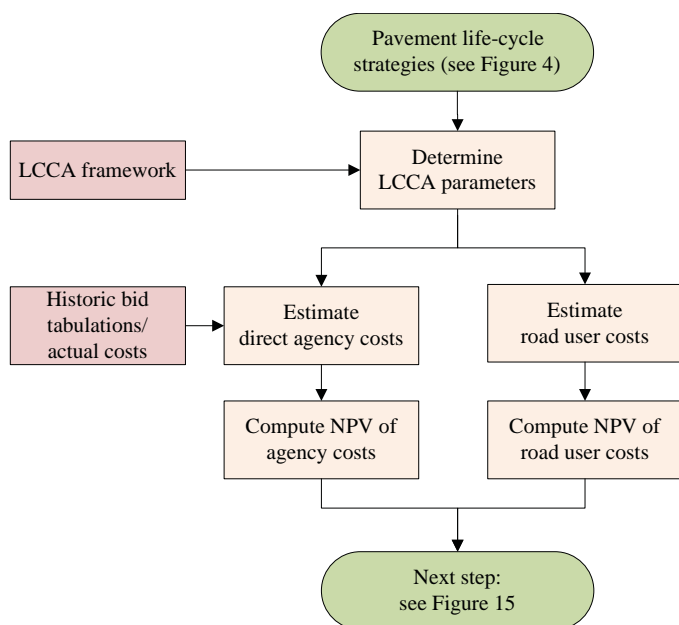 Pavement life-cycle
strategies (see Figure 4)
LCCA framework
Determine
LCCA parameters
Historic bid
tabulations/
actual costs
Estimate
direct agency costs
Estimate
road user costs
Compute NPV of
agency costs
Compute NPV of
road user costs
Next step:
see Figure 15